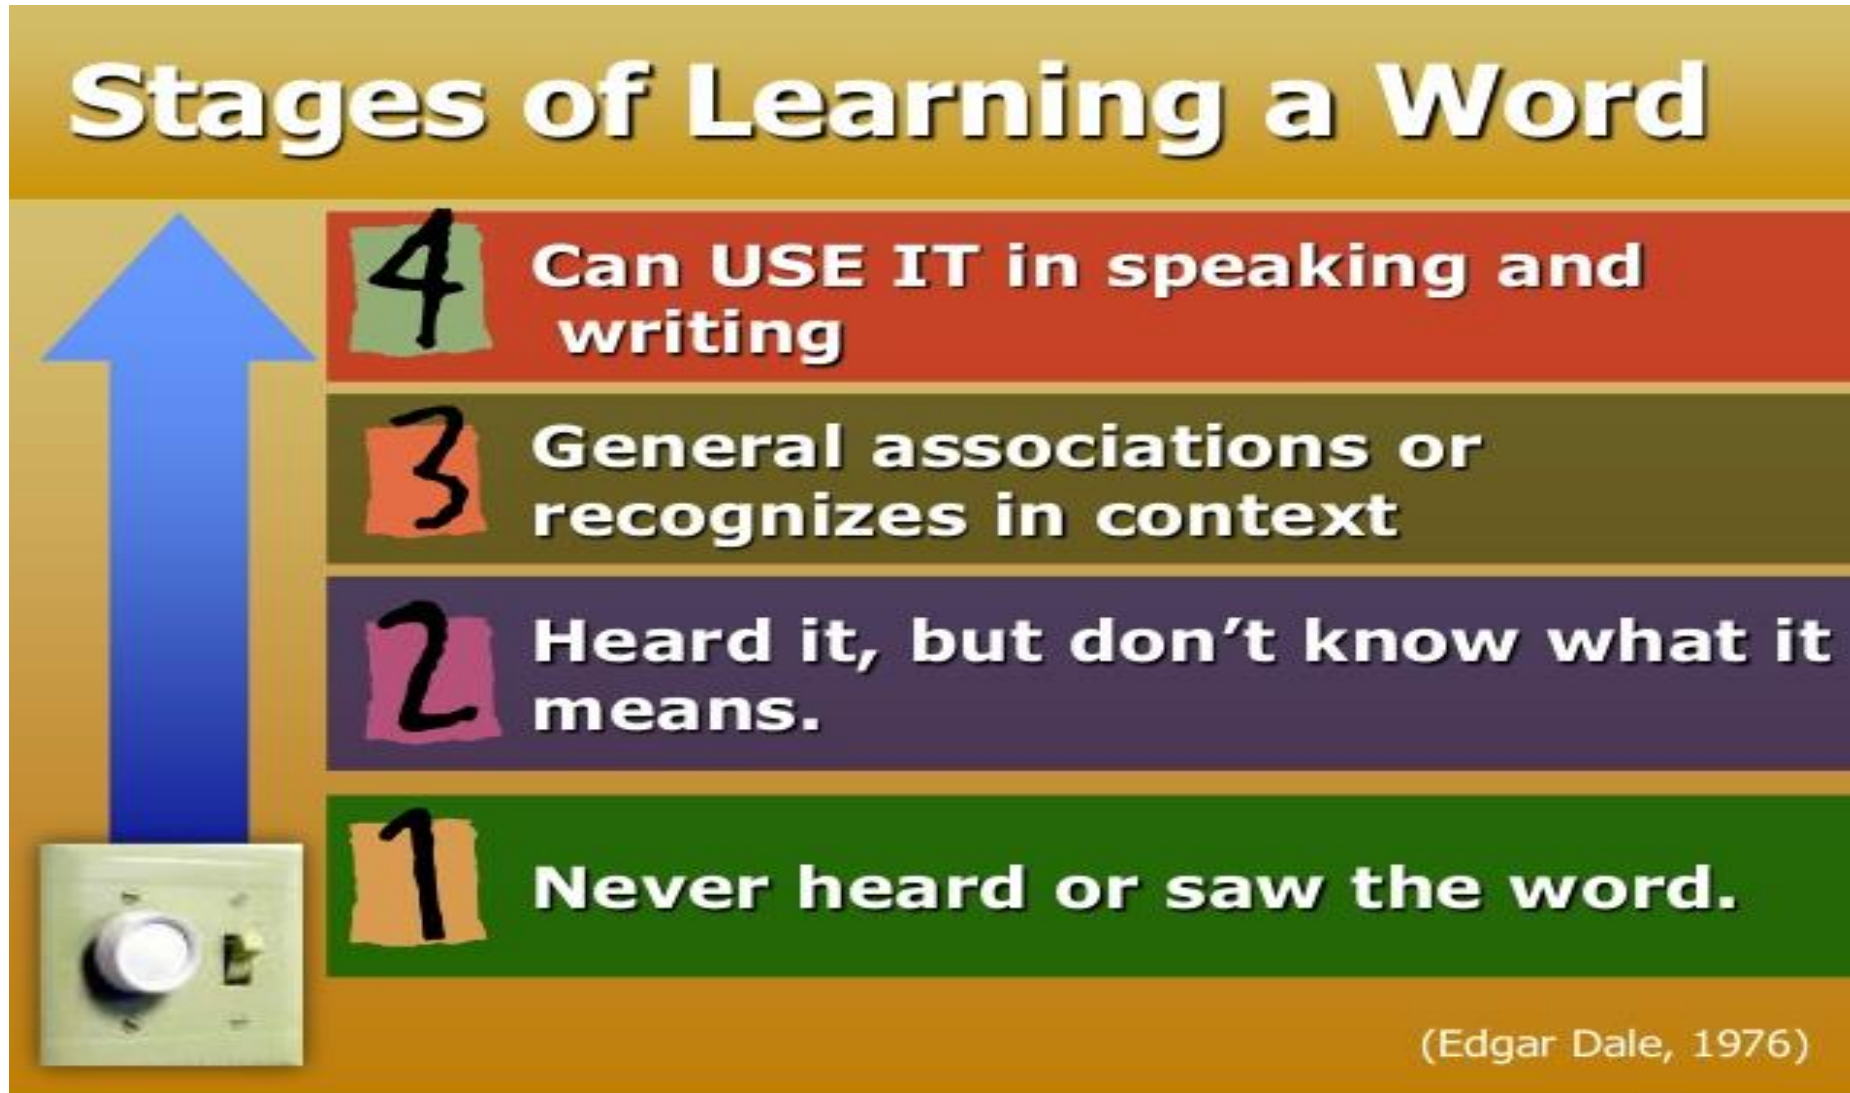 Stages of Learning a Word
4
Can USE IT in speaking and
writing
3
General associations or
recognizes in context
2
Heard it, but don’t know what it
means.
1
Never heard or saw the word.
(Edgar Dale, 1976)